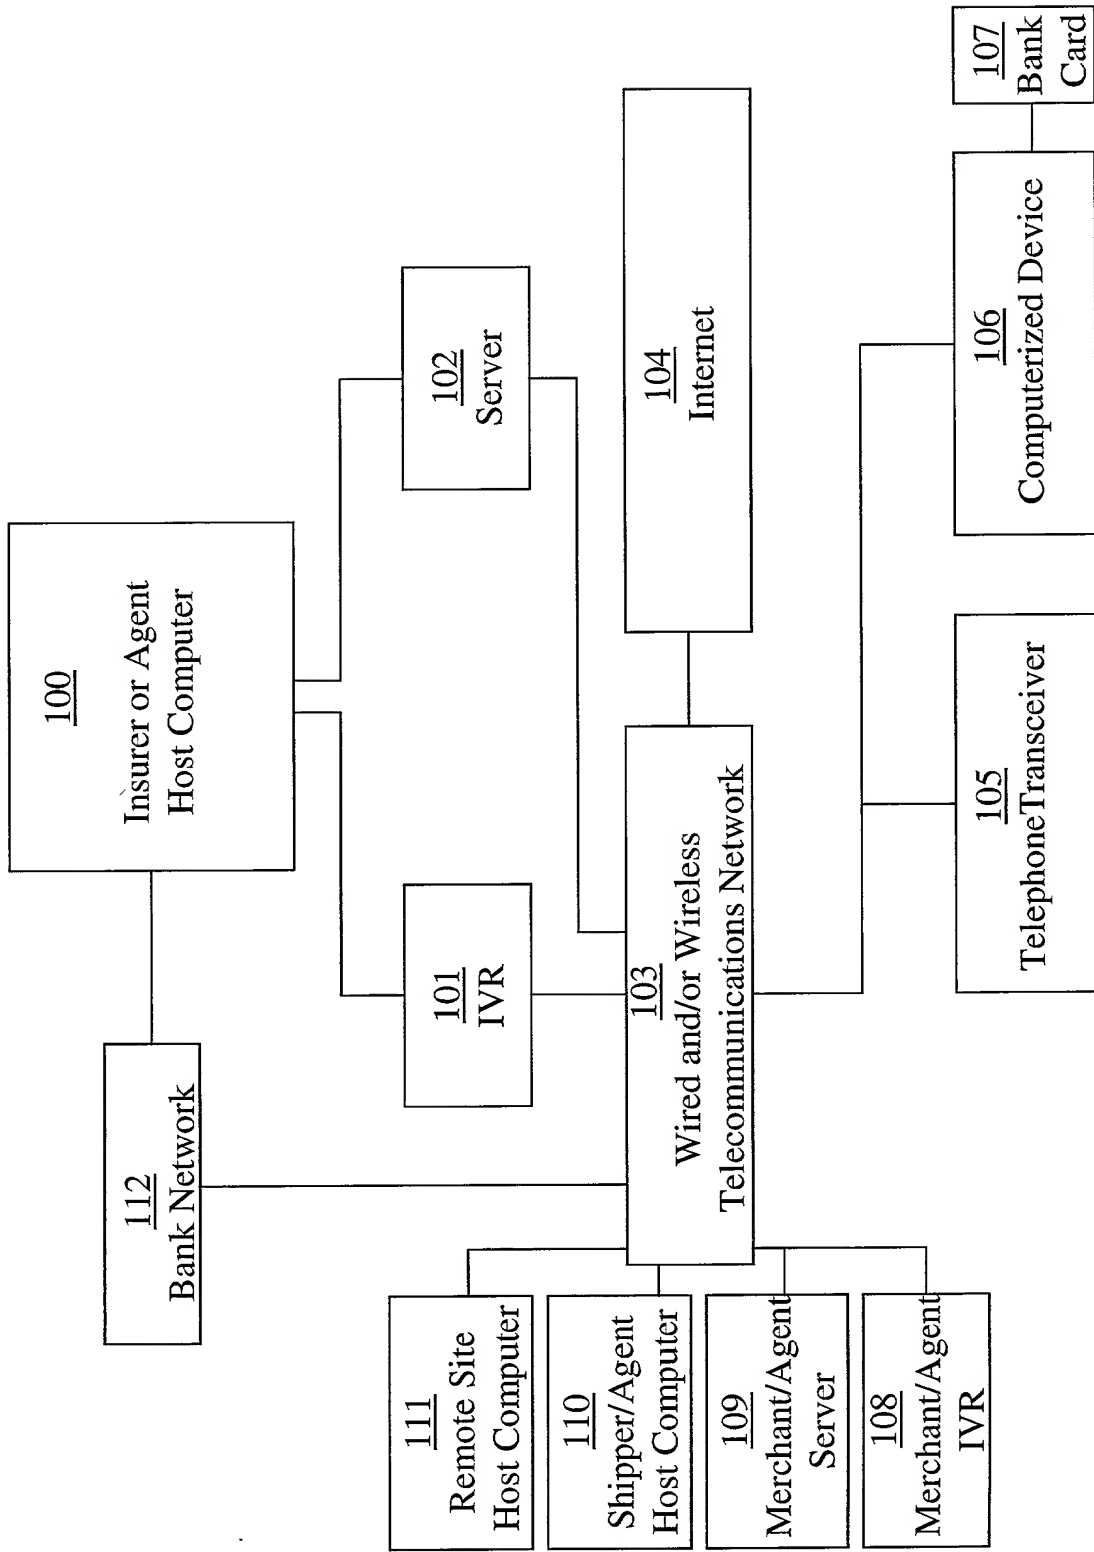 100
Insurer or Agent
Host Computer
112
Bank Network
101
IVR
102
Server
111
Remote Site
Host Computer
110
Shipper/Agent
Host Computer
109
Merchant/Agent
Server
108
Merchant/Agent
IVR
103
Wired and/or Wireless
Telecommunications Network
104
Internet
105
TelephoneTransceiver
106
Computerized Device
107
Bank
Card